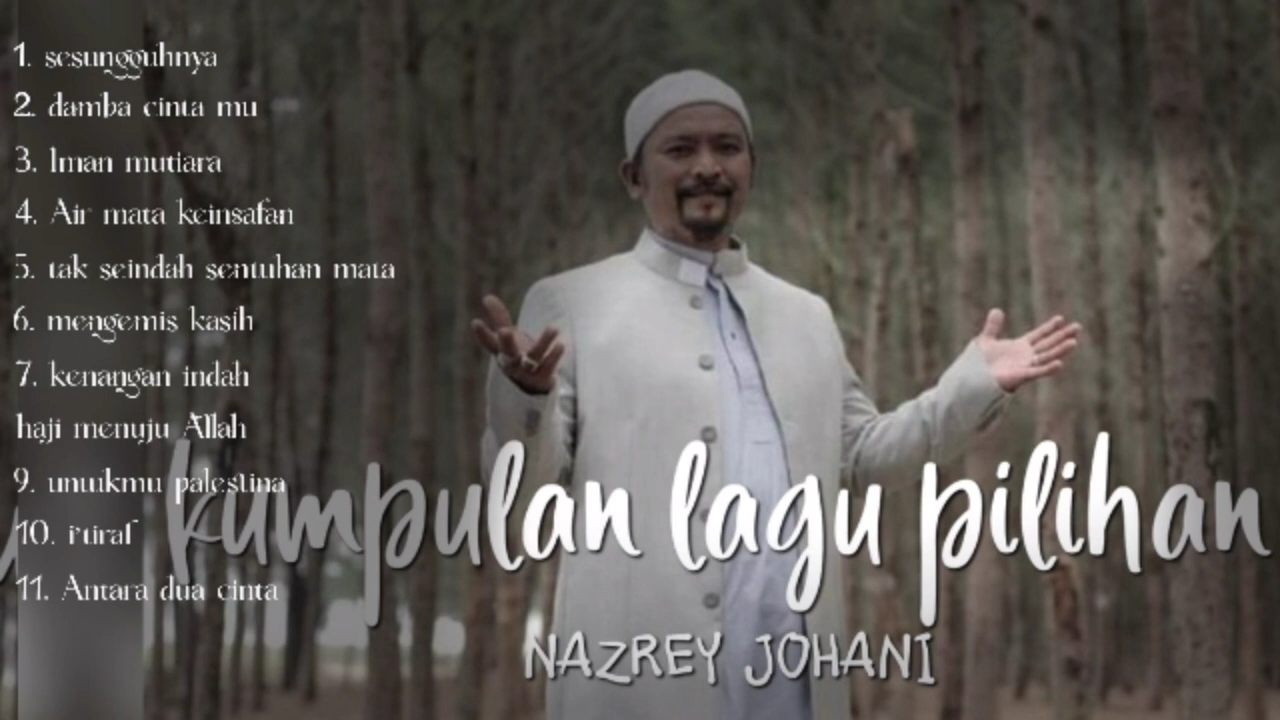 1. sesungguhnya
2. damba cinta mu
3. Iman mutiara
4. Air mata keinsafan
5. tak seindah sentuhan mata
6. mengemis kasih
7. kenangan indah
haji menuju Allah
9. untukmu palestina
10. i'tiraf
11. Antara dua cinta
kumpulan lagu pilihan
NAZREY JOHANI